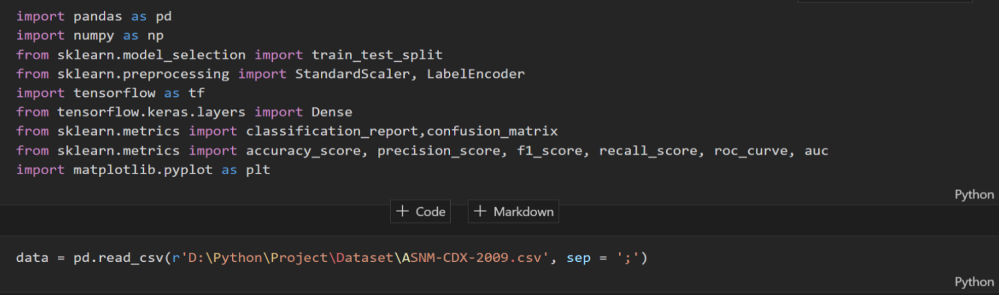 import pandas as pd
import numpy as np
from sklearn.model_selection import train_test_split
from sklearn.preprocessing import StandardScaler, LabelEncoder
import tensorflow as tf
from tensorflow.keras.layers import Dense
from sklearn.metrics import classification_report,confusion_matrix
from sklearn.metrics import accuracy_score, precision_score, f1_score, recall_score, roc_curve, auc
import matplotlib.pyplot as plt
Python
+ Code + Markdown
data = pd.read_csv(r'D:\Python\Project\Dataset\ASNM-CDX-2009.csv', sep = ';')
Python